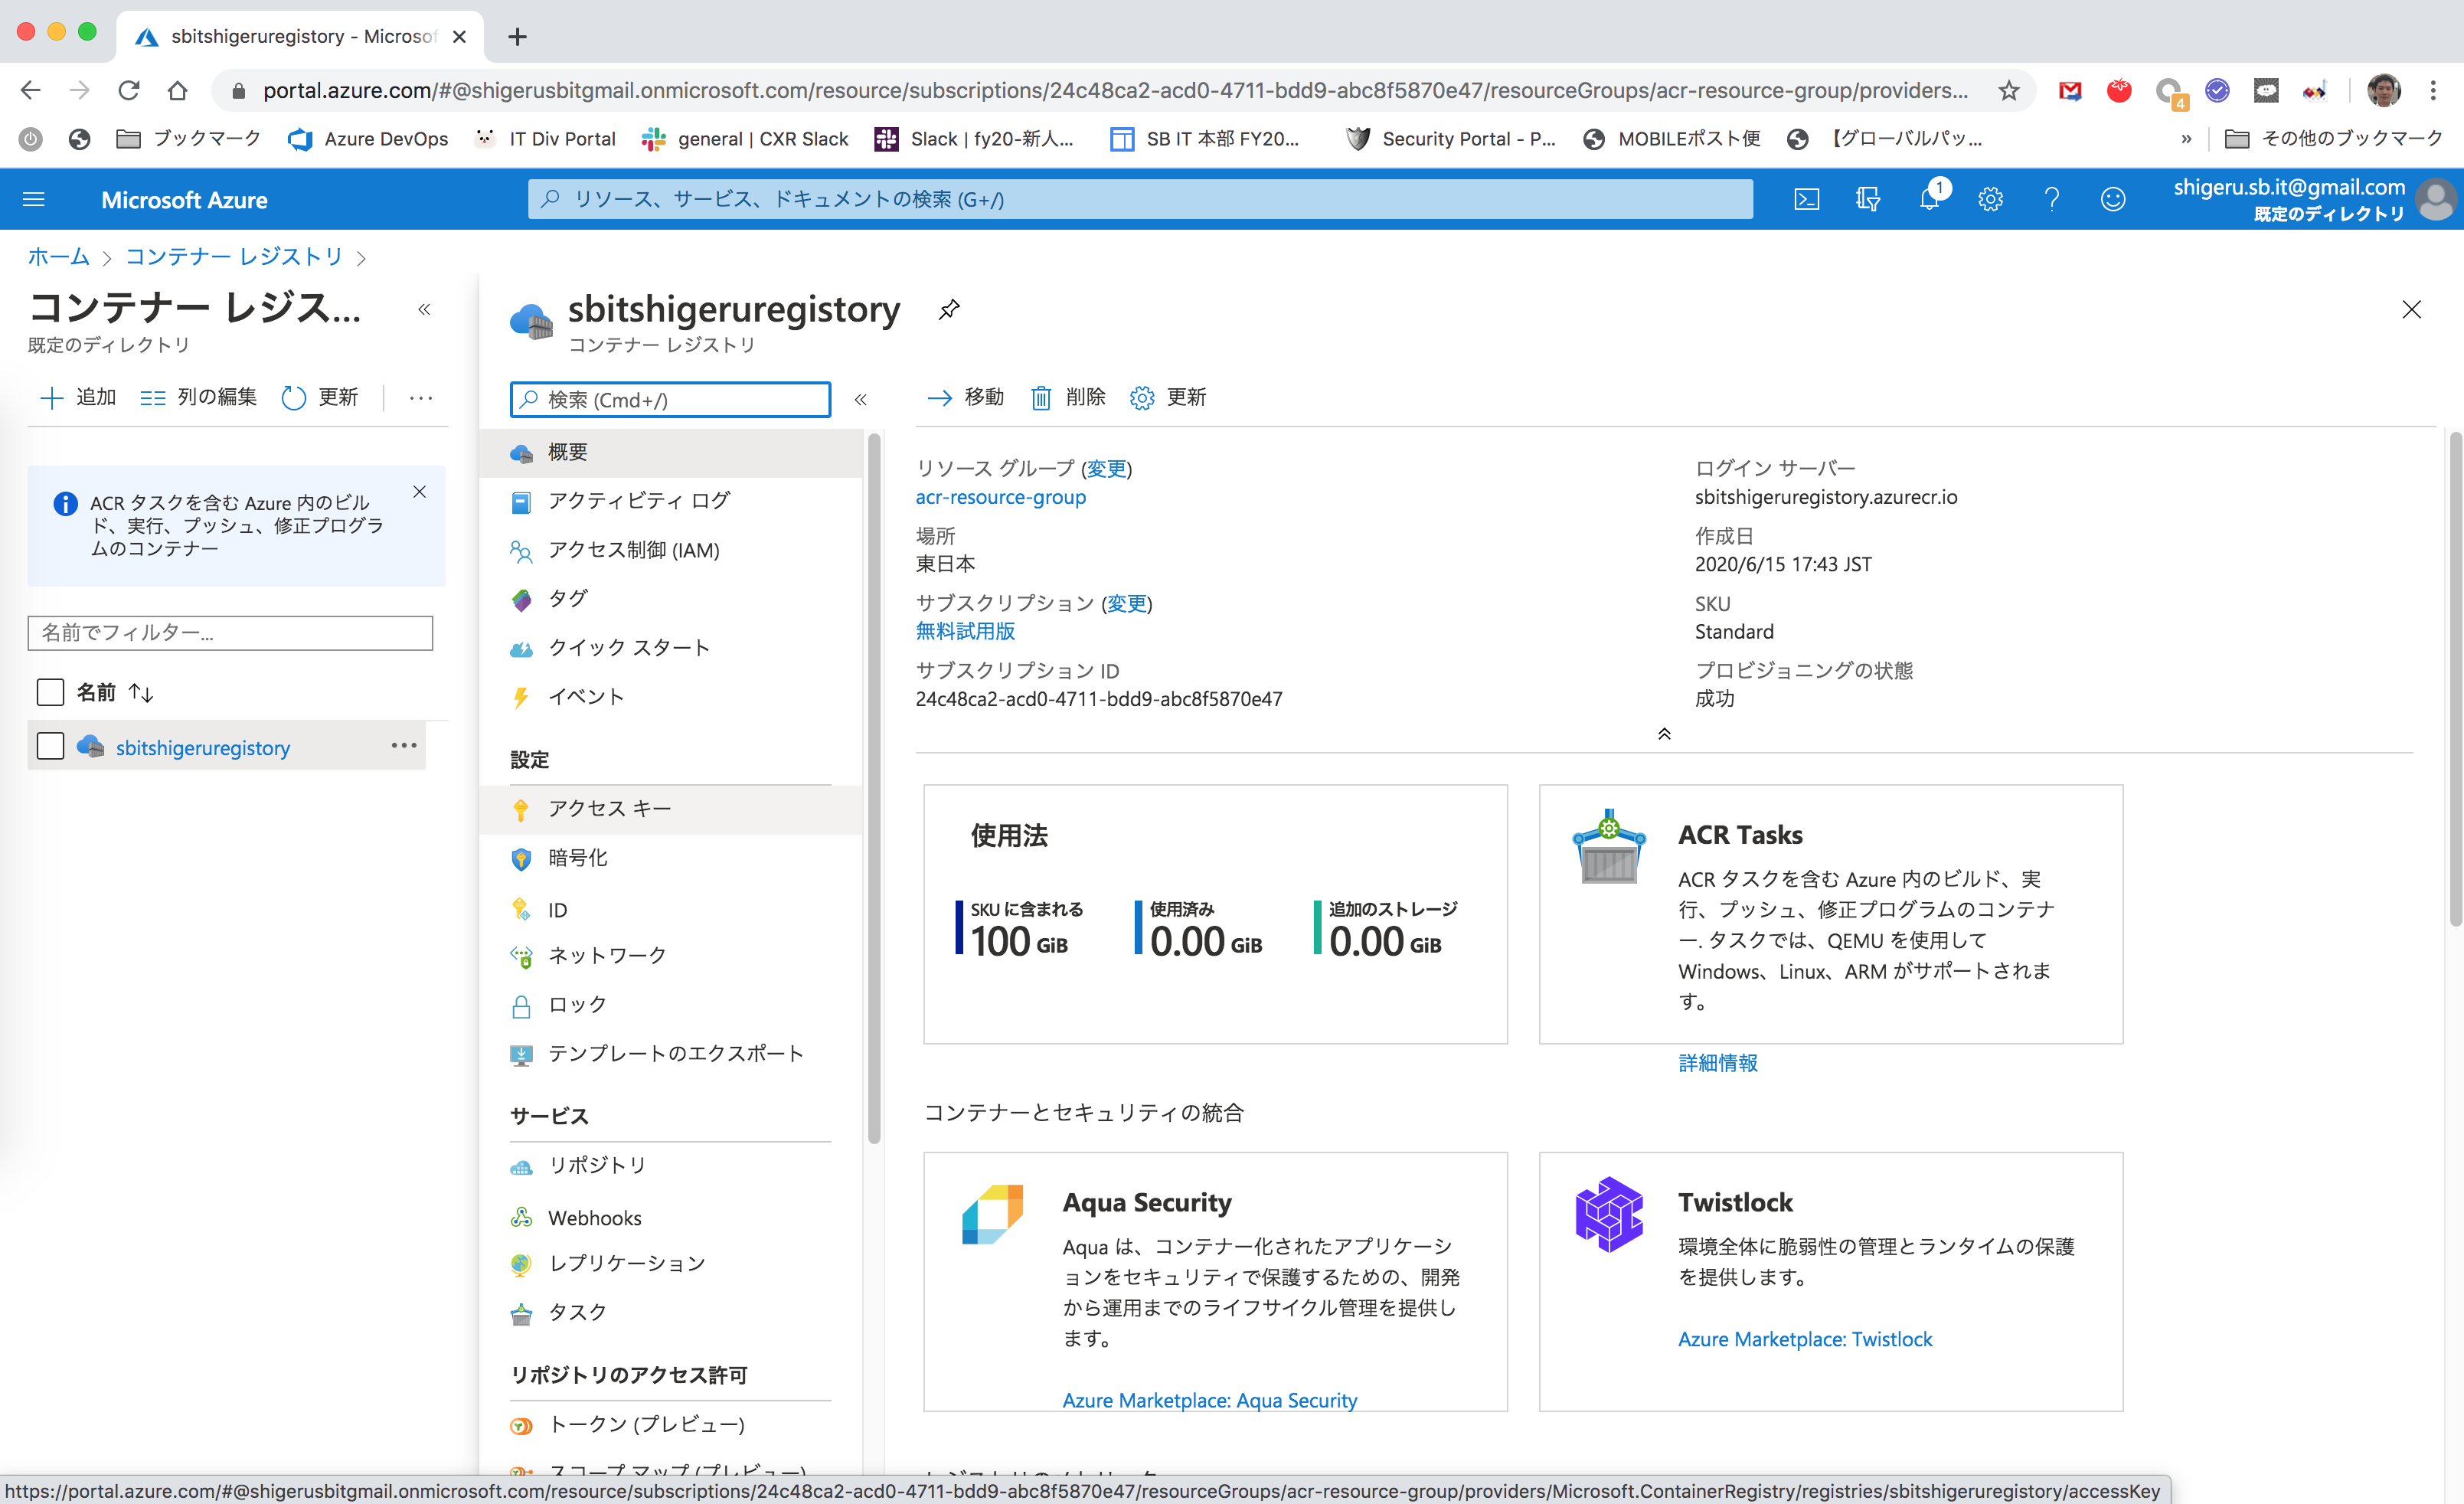 sbitshigeruregistory - Microsof
portal.azure.com/#@shigerusbitgmail.onmicrosoft.com/resource/subscriptions/24c48ca2-acd0-4711-bdd9-abc8f5870e47/resourceGroups/acr-resource-group/providers...
4
ブックマーク
Azure DevOps
IT Div Portal
general | CXR Slack
Slack | fy20-新人...
SB IT 本部 FY20...
Security Portal - P...
MOBILEポスト便
【グローバルパッ...
»
その他のブックマーク
Microsoft Azure
リソース、サービス、ドキュメントの検索 (G+/)
1
shigeru.sb.it@gmail.com
既定のディレクトリ
ホーム > コンテナー レジストリ >
コンテナー レジス...
«
既定のディレクトリ
追加
列の編集
更新
...
ACR タスクを含む Azure 内のビル
ド、実行、プッシュ、修正プログラ
ムのコンテナー
名前でフィルター...
名前 ↑↓
sbitshigeruregistory
...
sbitshigeruregistory
コンテナー レジストリ
検索 (Cmd+/)
«
概要
アクティビティ ログ
アクセス制御 (IAM)
タグ
クイック スタート
イベント
設定
アクセス キー
暗号化
ID
ネットワーク
ロック
テンプレートのエクスポート
サービス
リポジトリ
Webhooks
レプリケーション
タスク
リポジトリのアクセス許可
トークン (プレビュー)
スコープ マップ (プレビュー)
移動
削除
更新
リソース グループ (変更)
acr-resource-group
場所
東日本
サブスクリプション (変更)
無料試用版
サブスクリプション ID
24c48ca2-acd0-4711-bdd9-abc8f5870e47
ログイン サーバー
sbitshigeruregistory.azurecr.io
作成日
2020/6/15 17:43 JST
SKU
Standard
プロビジョニングの状態
成功
使用法
SKU に含まれる
100 GiB
使用済み
0.00 GiB
追加のストレージ
0.00 GiB
ACR Tasks
ACR タスクを含む Azure 内のビルド、実
行、プッシュ、修正プログラムのコンテナ
ー. タスクでは、QEMU を使用して
Windows、Linux、ARM がサポートされま
す。
詳細情報
コンテナーとセキュリティの統合
Aqua Security
Aqua は、コンテナー化されたアプリケーシ
ョンをセキュリティで保護するための、開発
から運用までのライフサイクル管理を提供し
ます。
Azure Marketplace: Aqua Security
Twistlock
環境全体に脆弱性の管理とランタイムの保護
を提供します。
Azure Marketplace: Twistlock
https://portal.azure.com/#@shigerusbitgmail.onmicrosoft.com/resource/subscriptions/24c48ca2-acd0-4711-bdd9-abc8f5870e47/resourceGroups/acr-resource-group/providers/Microsoft.ContainerRegistry/registries/sbitshigeruregistory/accessKey